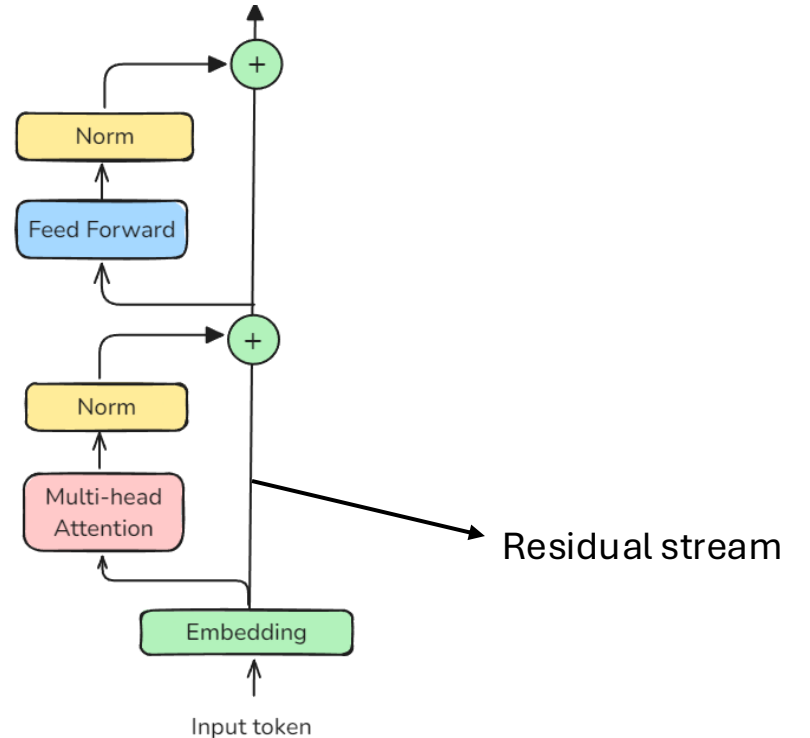 +
Norm
Feed Forward
+
Norm
Multi-head
Attention
Residual stream
Embedding
Input token